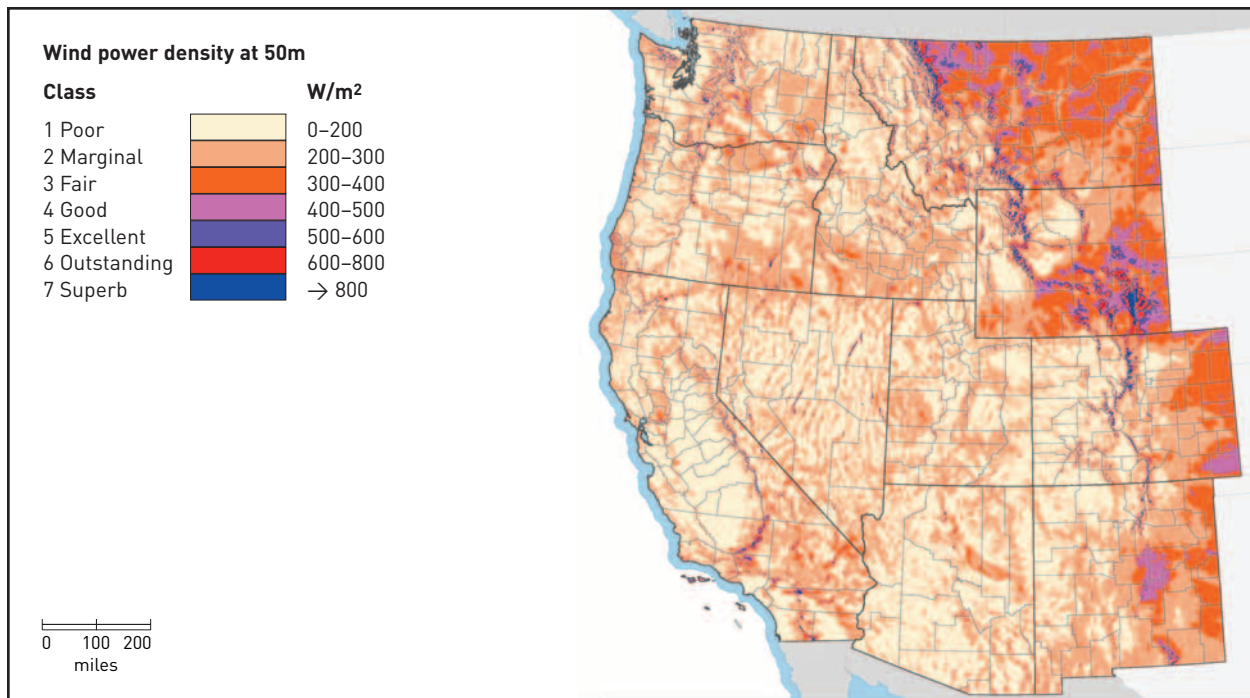 Wind power density at 50m
Class W/m²
1 Poor 0–200
2 Marginal 200–300
3 Fair 300–400
4 Good 400–500
5 Excellent 500–600
6 Outstanding 600–800
7 Superb → 800
0 100 200
miles